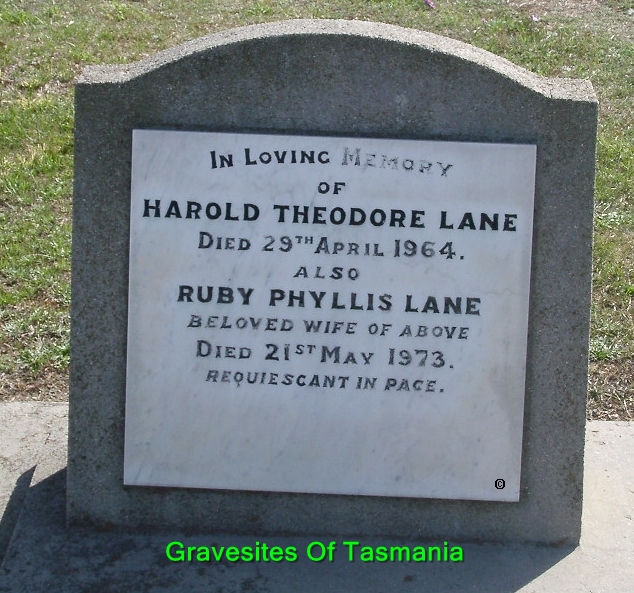 In Loving Memory
of
HAROLD THEODORE LANE
Died 29TH April 1964.
ALSO
RUBY PHYLLIS LANE
BELOVED WIFE OF ABOVE
Died 21ST May 1973.
REQUIESCANT IN PACE.
©
Gravesites Of Tasmania